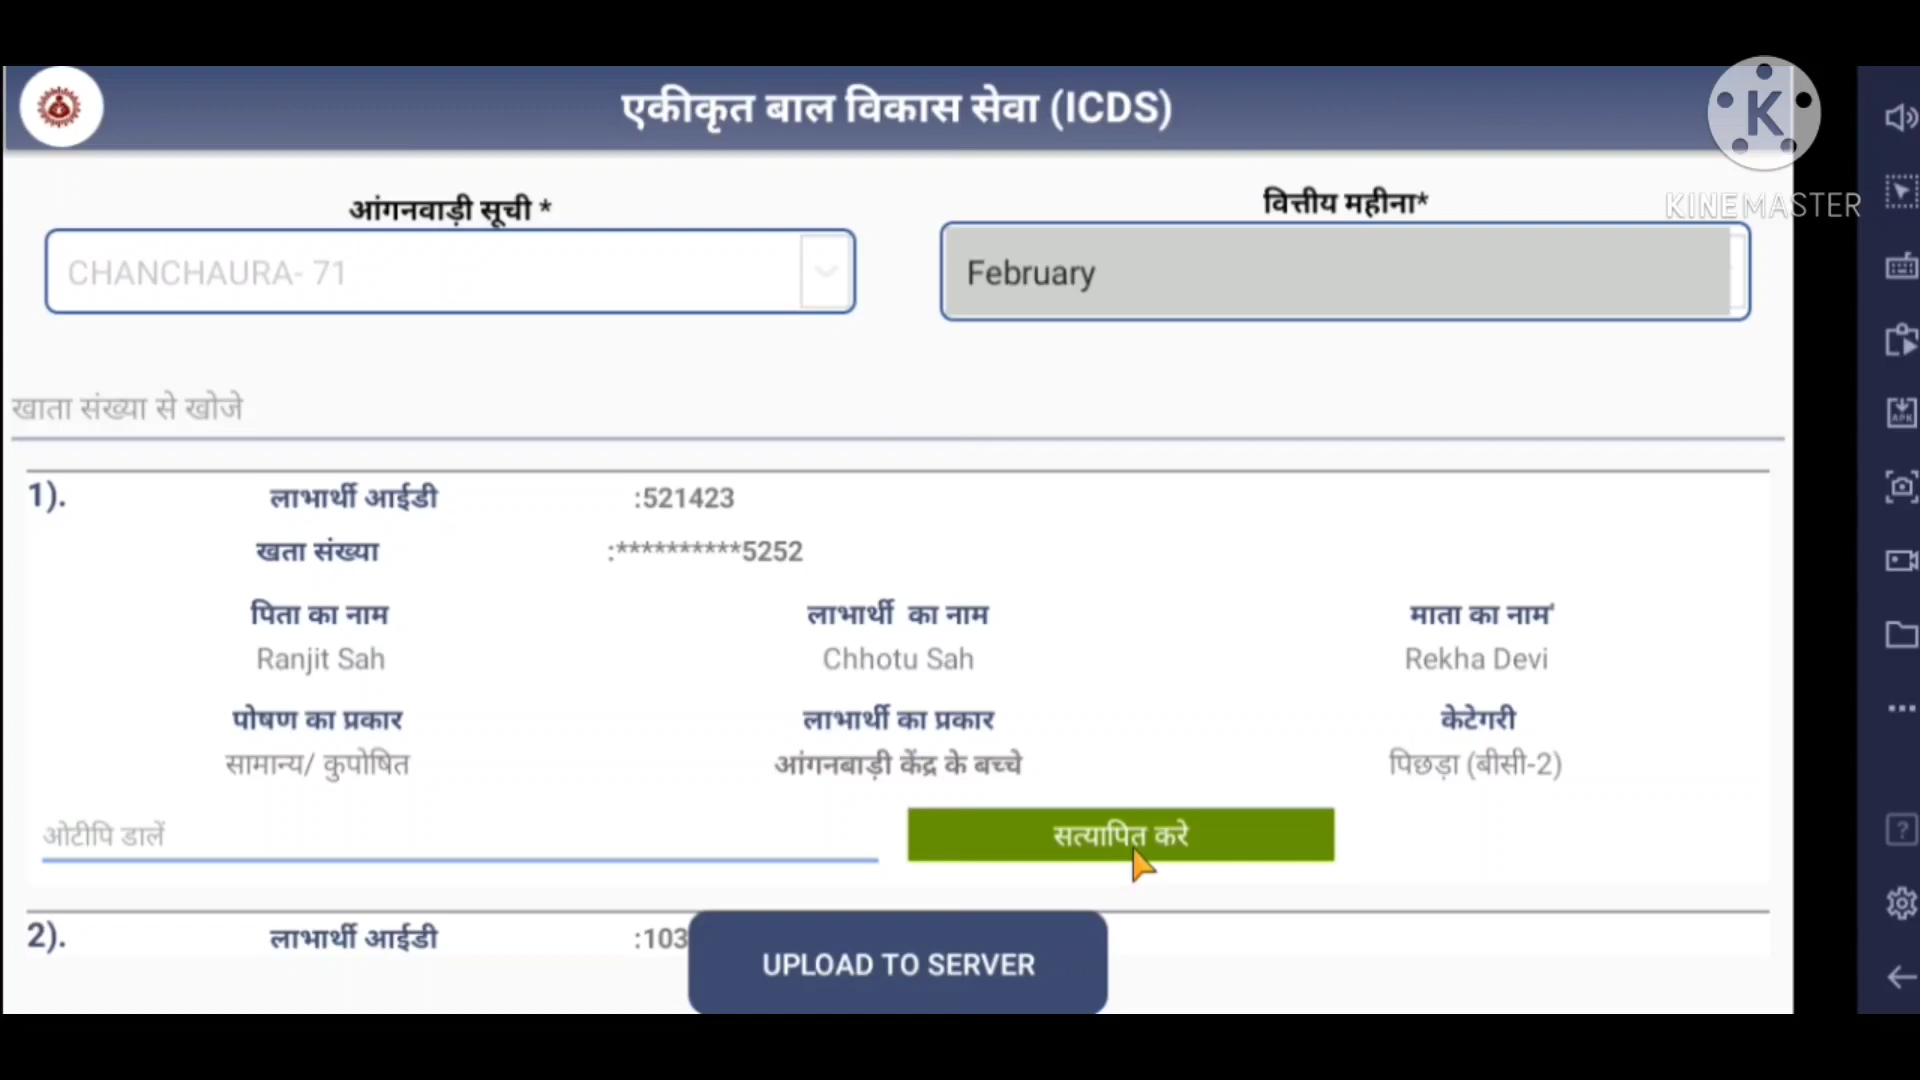 एकीकृत बाल विकास सेवा (ICDS)
K
KINEMASTER
आंगनवाड़ी सूची *
वित्तीय महीना*
CHANCHAURA- 71
February
खाता संख्या से खोजे
1).
लाभार्थी आईडी :521423
खता संख्या :**********5252
पिता का नाम लाभार्थी का नाम माता का नाम'
Ranjit Sah Chhotu Sah Rekha Devi
पोषण का प्रकार लाभार्थी का प्रकार केटेगरी
सामान्य/ कुपोषित आंगनबाड़ी केंद्र के बच्चे पिछड़ा (बीसी-2)
ओटीपि डालें सत्यापित करे
2).
लाभार्थी आईडी :103
UPLOAD TO SERVER
APK